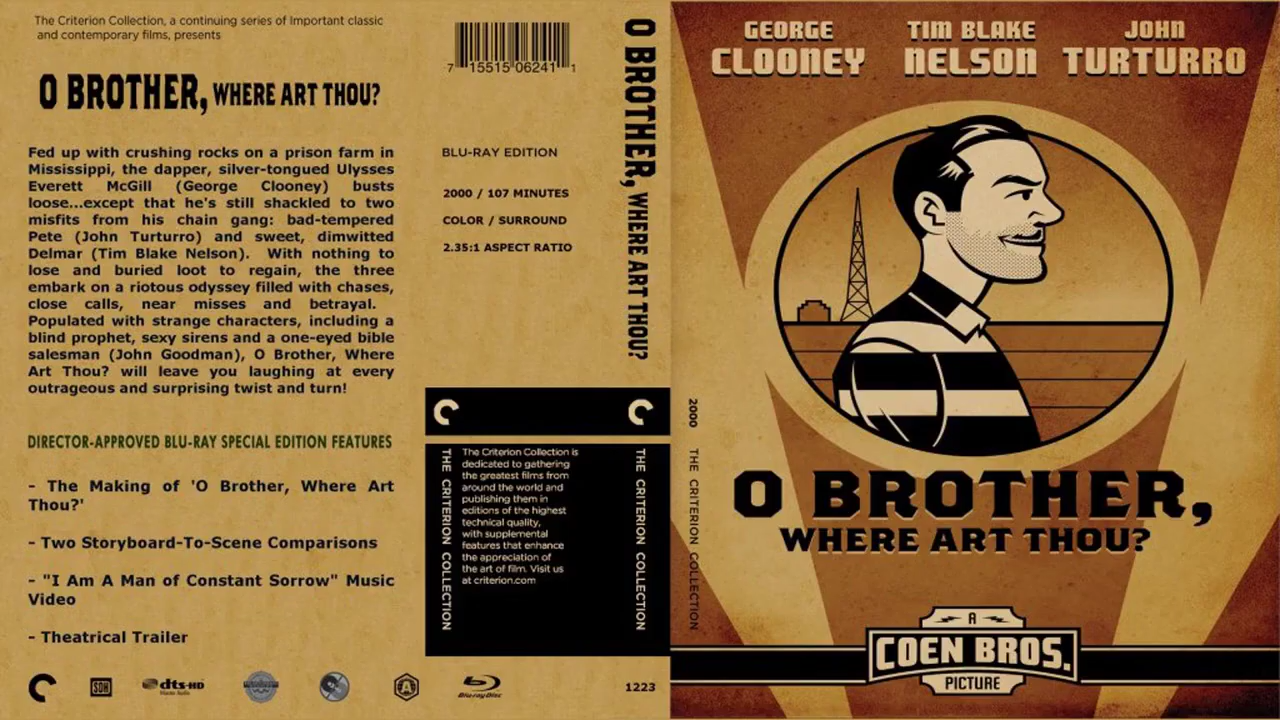 The Criterion Collection, a continuing series of Important classic
and contemporary films, presents
O BROTHER, WHERE ART THOU?
Fed up with crushing rocks on a prison farm in
Mississippi, the dapper, silver-tongued Ulysses
Everett McGill (George Clooney) busts
loose...except that he's still shackled to two
misfits from his chain gang: bad-tempered
Pete (John Turturro) and sweet, dimwitted
Delmar (Tim Blake Nelson). With nothing to
lose and buried loot to regain, the three
embark on a riotous odyssey filled with chases,
close calls, near misses and betrayal.
Populated with strange characters, including a
blind prophet, sexy sirens and a one-eyed bible
salesman (John Goodman), O Brother, Where
Art Thou? will leave you laughing at every
outrageous and surprising twist and turn!
DIRECTOR-APPROVED BLU-RAY SPECIAL EDITION FEATURES
- The Making of 'O Brother, Where Art
Thou?'
- Two Storyboard-To-Scene Comparisons
- "I Am A Man of Constant Sorrow" Music
Video
- Theatrical Trailer
SDH
dts-HD
Master Audio
A
Blu-ray Disc
7 15515 06241 1
BLU-RAY EDITION
2000 / 107 MINUTES
COLOR / SURROUND
2.35:1 ASPECT RATIO
THE CRITERION COLLECTION
The Criterion Collection is
dedicated to gathering
the greatest films from
around the world and
publishing them in
editions of the highest
technical quality,
with supplemental
features that enhance
the appreciation of
the art of film. Visit us
at criterion.com
O BROTHER, WHERE ART THOU?
THE CRITERION COLLECTION
1223
2000 THE CRITERION COLLECTION
GEORGE CLOONEY
TIM BLAKE NELSON
JOHN TURTURRO
O BROTHER,
WHERE ART THOU?
A
COEN BROS.
PICTURE